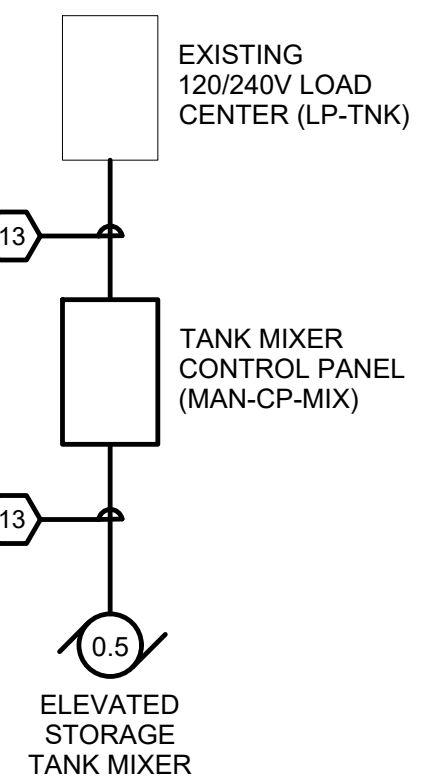 EXISTING
120/240V LOAD
CENTER (LP-TNK)
13
TANK MIXER
CONTROL PANEL
(MAN-CP-MIX)
13
0.5
ELEVATED
STORAGE
TANK MIXER